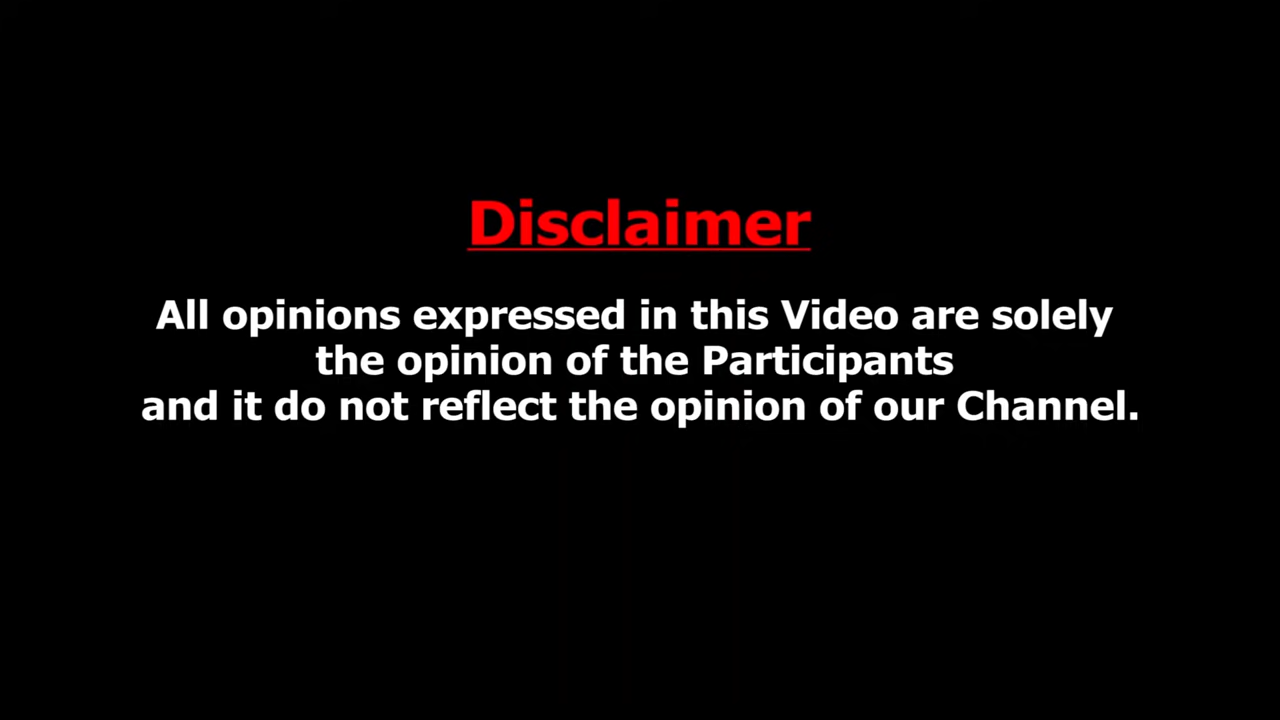 Disclaimer
All opinions expressed in this Video are solely
the opinion of the Participants
and it do not reflect the opinion of our Channel.